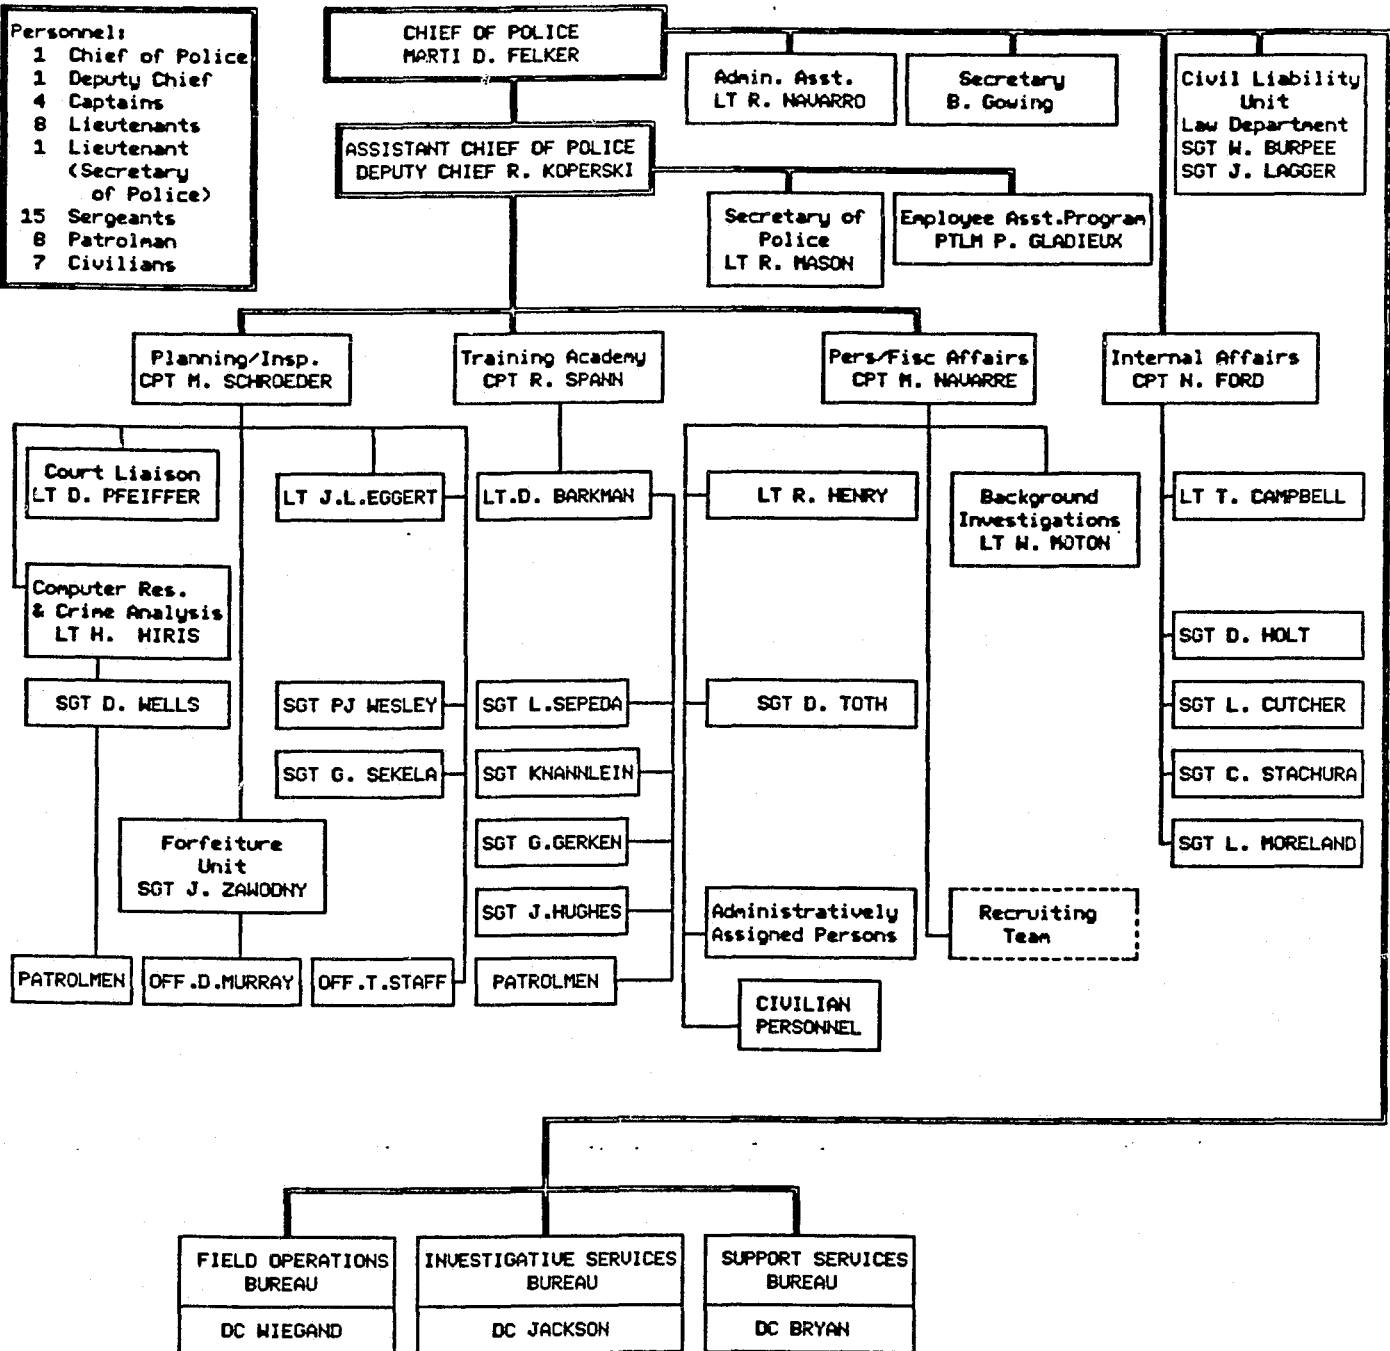 Personnel:
1 Chief of Police
1 Deputy Chief
4 Captains
8 Lieutenants
1 Lieutenant
(Secretary
of Police)
15 Sergeants
8 Patrolman
7 Civilians
CHIEF OF POLICE
MARTI D. FELKER
Admin. Asst.
LT R. NAVARRO
Secretary
B. Gowing
Civil Liability
Unit
Law Department
SGT W. BURPEE
SGT J. LAGGER
ASSISTANT CHIEF OF POLICE
DEPUTY CHIEF R. KOPERSKI
Secretary of
Police
LT R. MASON
Employee Asst.Program
PTLM P. GLADIEUX
Planning/Insp.
CPT M. SCHROEDER
Training Academy
CPT R. SPANN
Pers/Fisc Affairs
CPT M. NAVARRE
Internal Affairs
CPT N. FORD
Court Liaison
LT D. PFEIFFER
LT J.L.EGGERT
LT.D. BARKMAN
LT R. HENRY
Background
Investigations
LT W. MOTON
LT T. CAMPBELL
Computer Res.
& Crime Analysis
LT H. HIRIS
SGT D. HOLT
SGT D. WELLS
SGT PJ WESLEY
SGT L.SEPEDA
SGT D. TOTH
SGT L. CUTCHER
SGT G. SEKELA
SGT KNANNLEIN
SGT C. STACHURA
Forfeiture
Unit
SGT J. ZAWODNY
SGT G.GERKEN
SGT L. MORELAND
SGT J.HUGHES
Administratively
Assigned Persons
Recruiting
Team
PATROLMEN
OFF.D.MURRAY
OFF.T.STAFF
PATROLMEN
CIVILIAN
PERSONNEL
FIELD OPERATIONS
BUREAU
DC WIEGAND
INVESTIGATIVE SERVICES
BUREAU
DC JACKSON
SUPPORT SERVICES
BUREAU
DC BRYAN